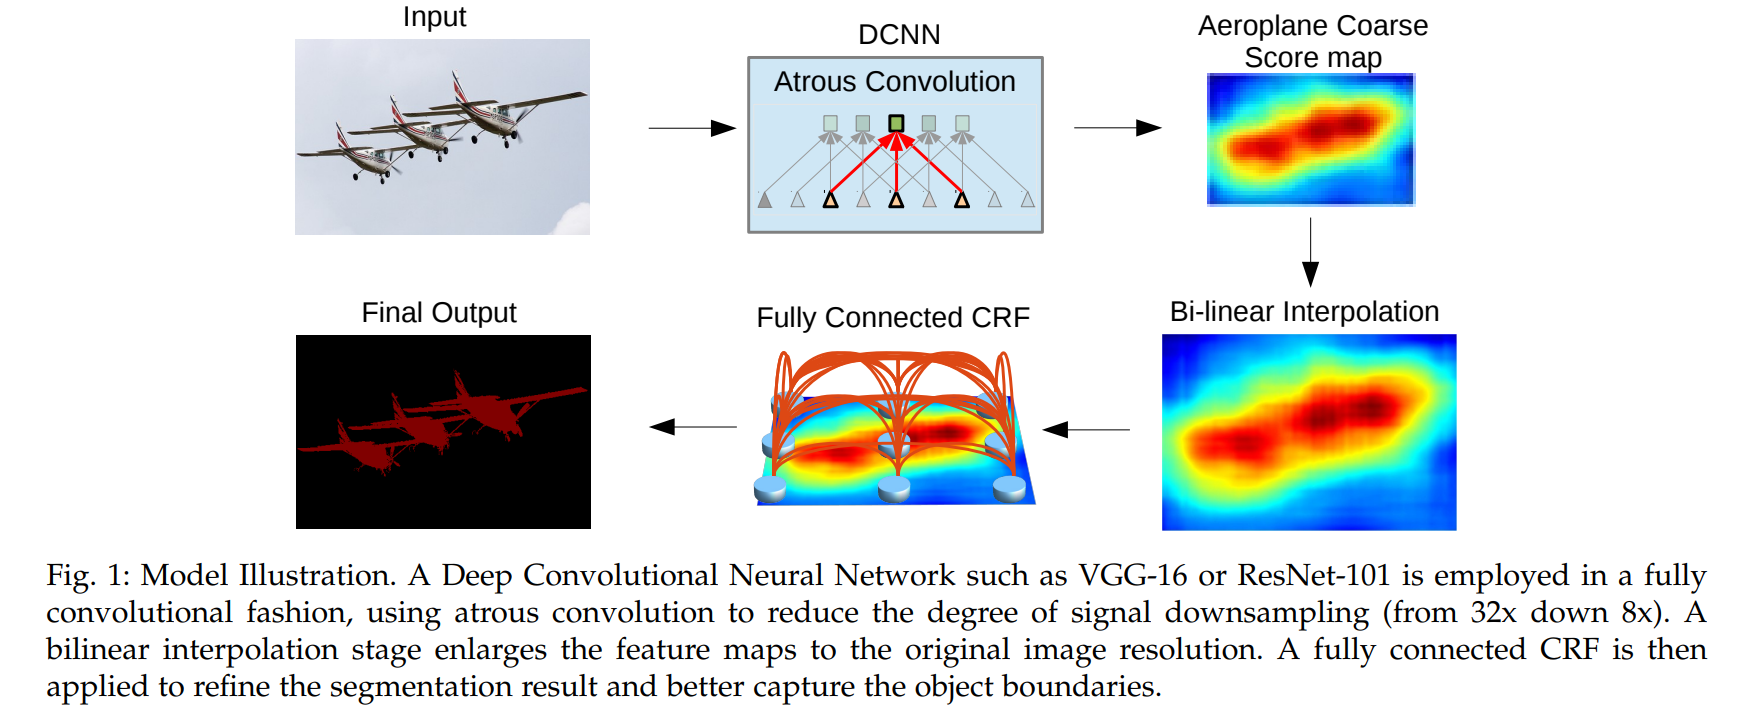 Input
DCNN
Atrous Convolution
Aeroplane Coarse
Score map
Final Output
Fully Connected CRF
Bi-linear Interpolation
Fig. 1: Model Illustration. A Deep Convolutional Neural Network such as VGG-16 or ResNet-101 is employed in a fully
convolutional fashion, using atrous convolution to reduce the degree of signal downsampling (from 32x down 8x). A
bilinear interpolation stage enlarges the feature maps to the original image resolution. A fully connected CRF is then
applied to refine the segmentation result and better capture the object boundaries.